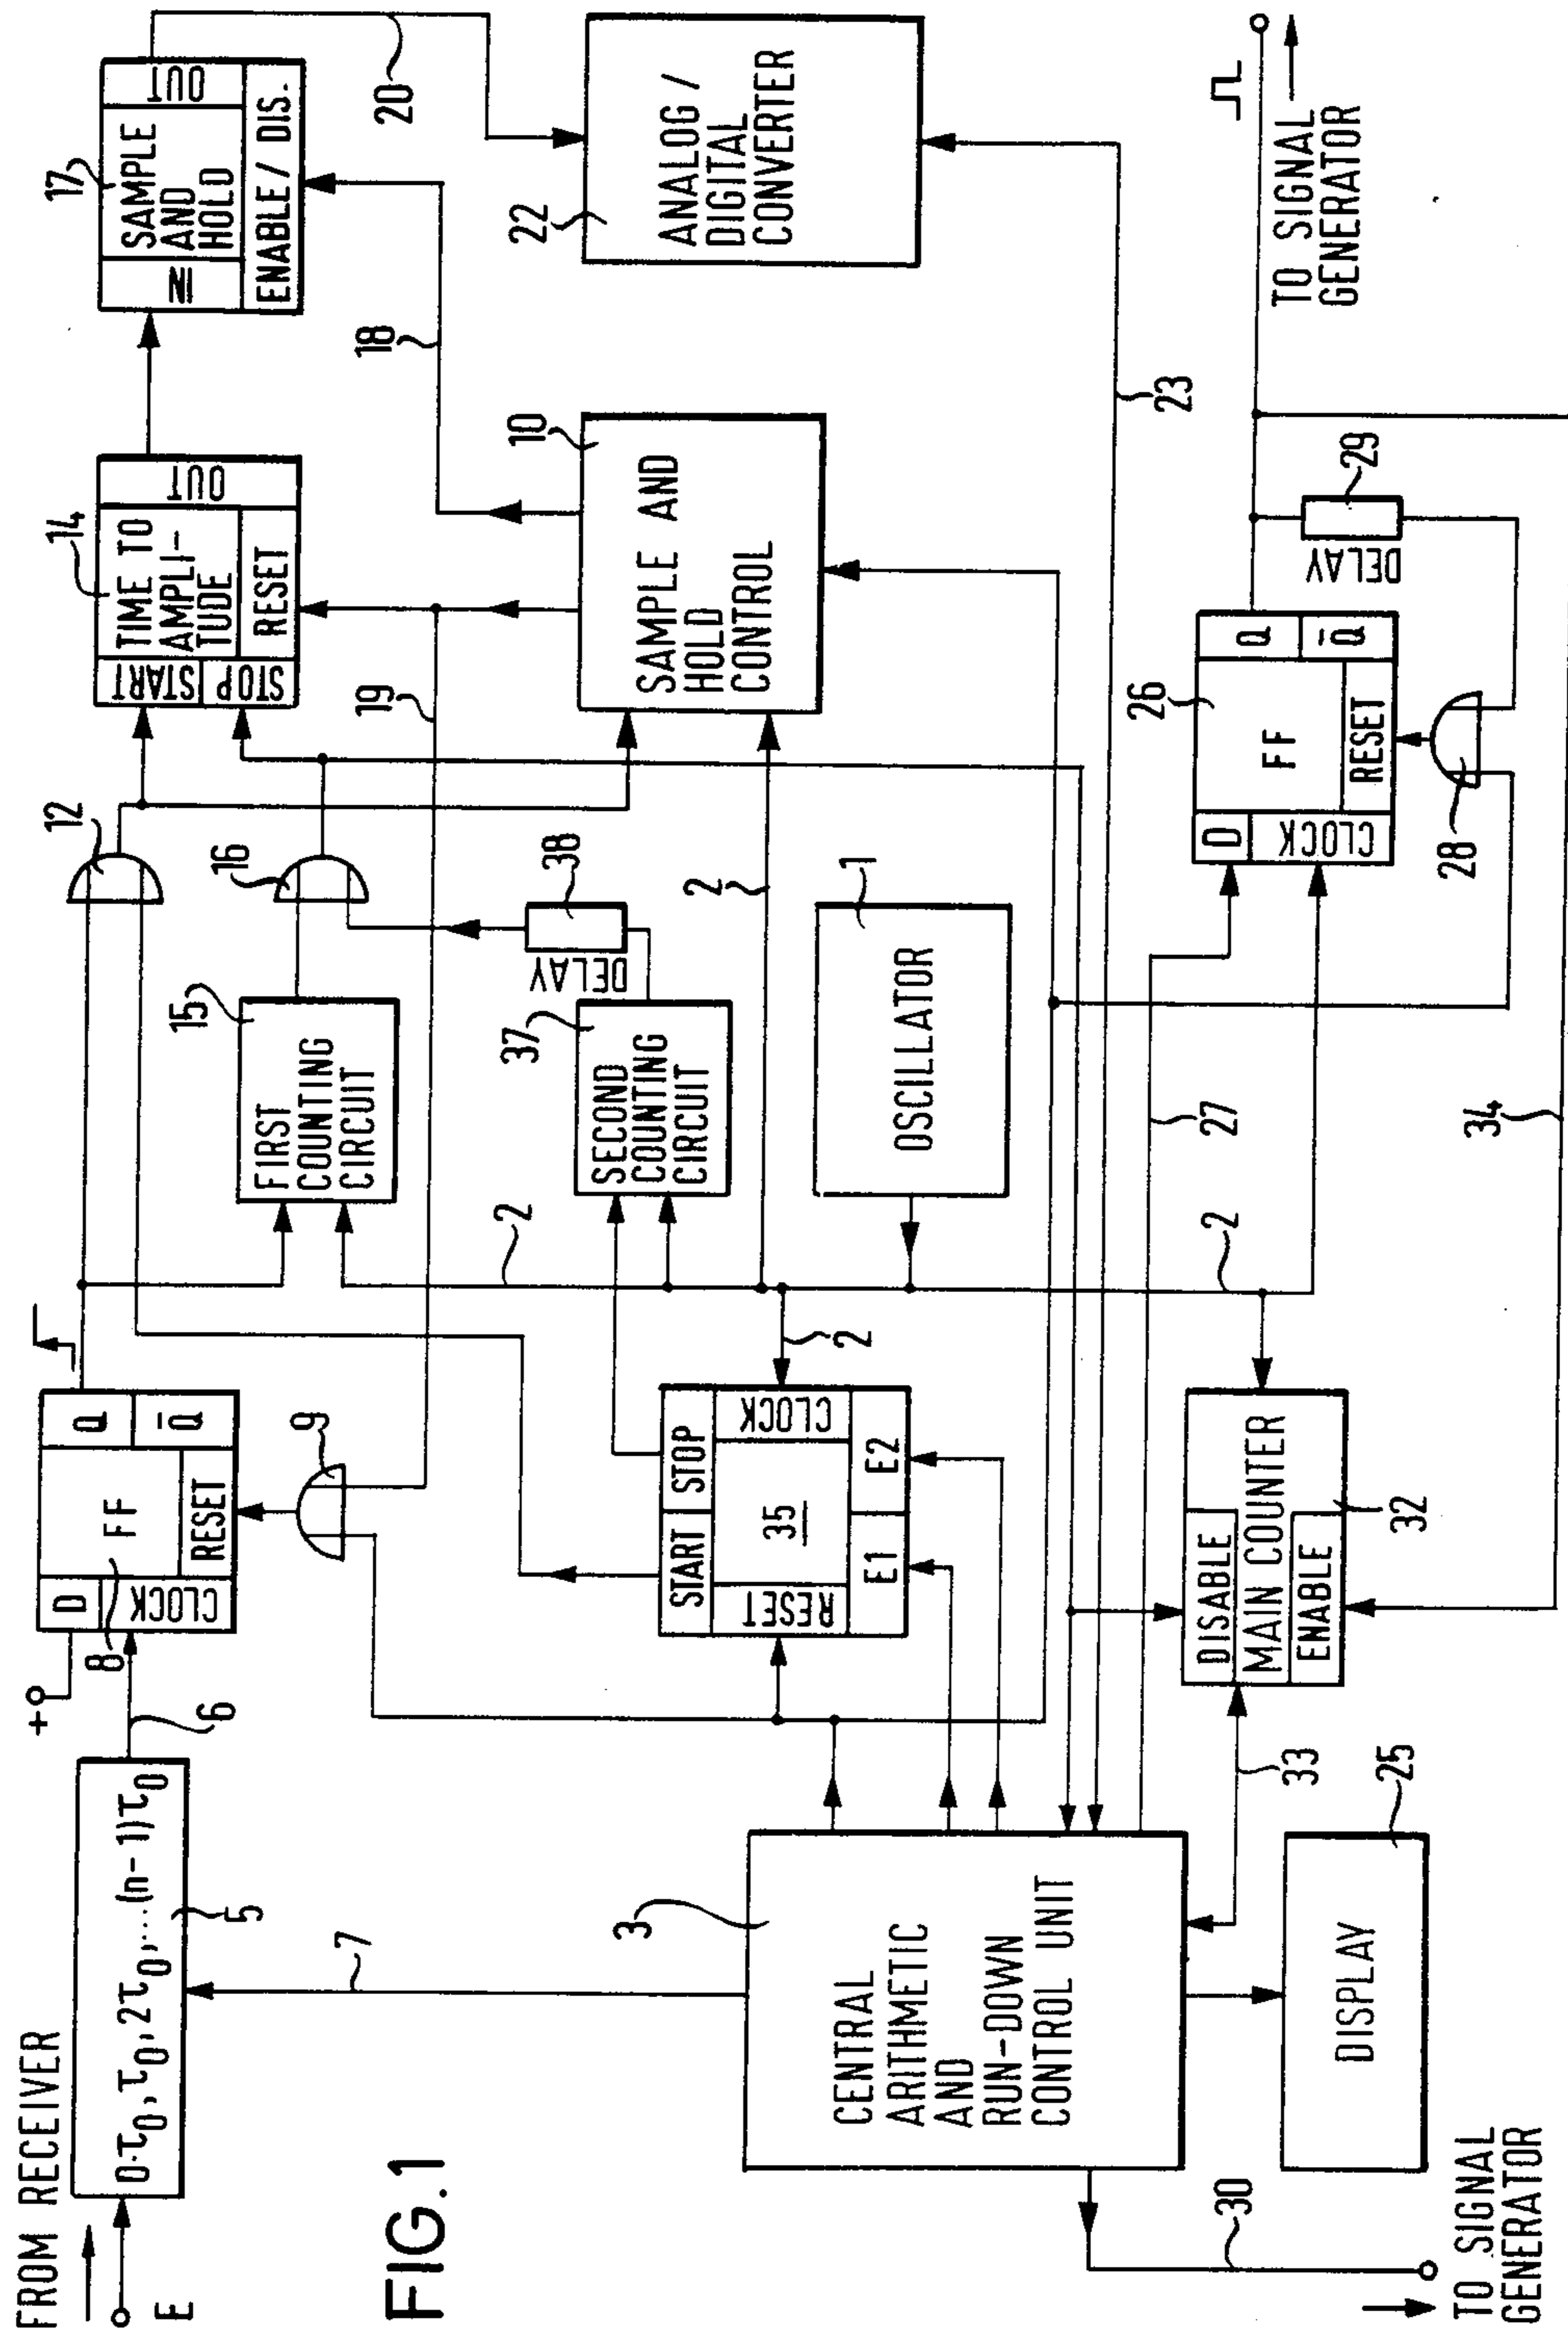 FROM RECEIVER
E
0·τ0, τ0, 2τ0,....(n-1)τ0
5
6
7
+
D
CLOCK
FF
8
RESET
Q
Q̄
9
12
FIRST
COUNTING
CIRCUIT
15
16
START
STOP
TIME TO
AMPLI-
TUDE
RESET
OUT
14
IN
SAMPLE
AND
HOLD
OUT
ENABLE / DIS.
17
18
19
20
FIG.1
START
STOP
RESET
35
CLOCK
E1
E2
2
2
SECOND
COUNTING
CIRCUIT
37
DELAY
38
2
SAMPLE AND
HOLD
CONTROL
10
ANALOG /
DIGITAL
CONVERTER
22
23
OSCILLATOR
1
CENTRAL
ARITHMETIC
AND
RUN-DOWN
CONTROL UNIT
3
27
2
DISABLE
MAIN COUNTER
ENABLE
32
33
34
D
CLOCK
FF
RESET
Q
Q̄
26
28
DELAY
29
TO SIGNAL
GENERATOR
DISPLAY
25
30
TO SIGNAL
GENERATOR